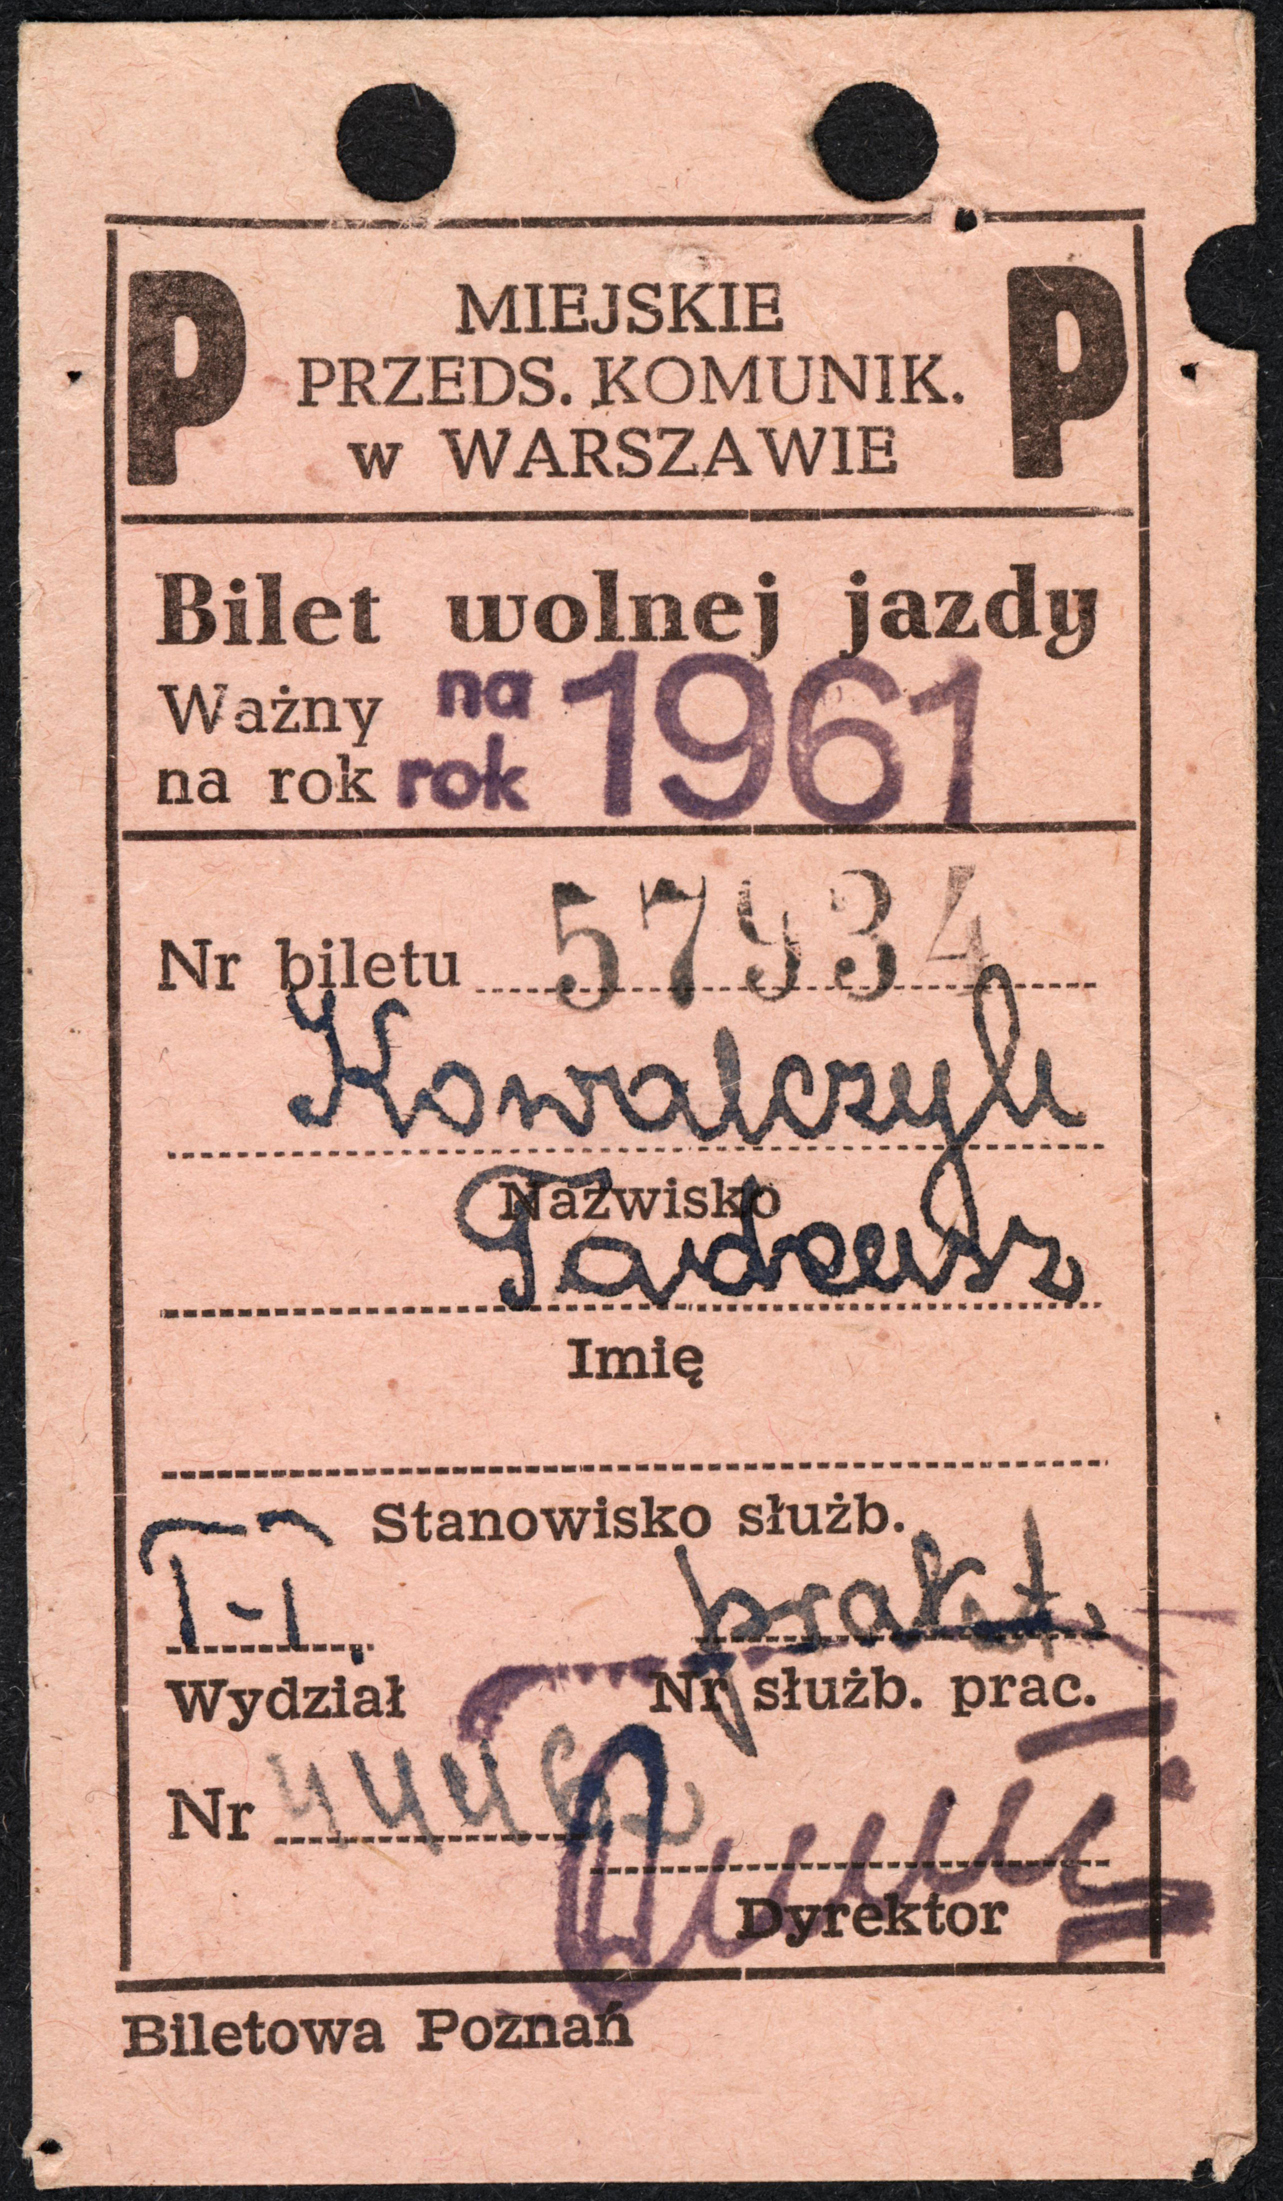 P MIEJSKIE P
PRZEDS. KOMUNIK.
w WARSZAWIE
Bilet wolnej jazdy
Ważny na 1961
na rok rok
Nr biletu 57934
Kowalczyk
Nazwisko
Tadeusz
Imię
Stanowisko służb.
T-T prakt.
Wydział Nr służb. prac.
Nr
Dyrektor
Biletowa Poznań